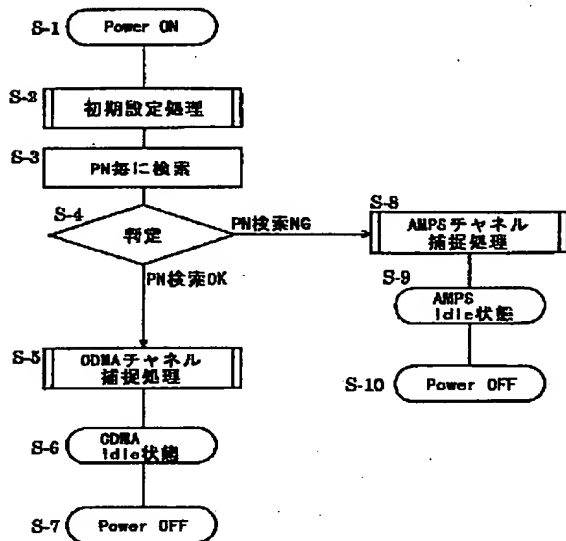 S-1
Power ON
S-2
初期設定処理
S-3
PN毎に検索
S-4
判定
PN検索NG
PN検索OK
S-8
AMPSチャネル
捕捉処理
S-9
AMPS
Idle状態
S-10
Power OFF
S-5
CDMAチャネル
捕捉処理
S-6
CDMA
Idle状態
S-7
Power OFF